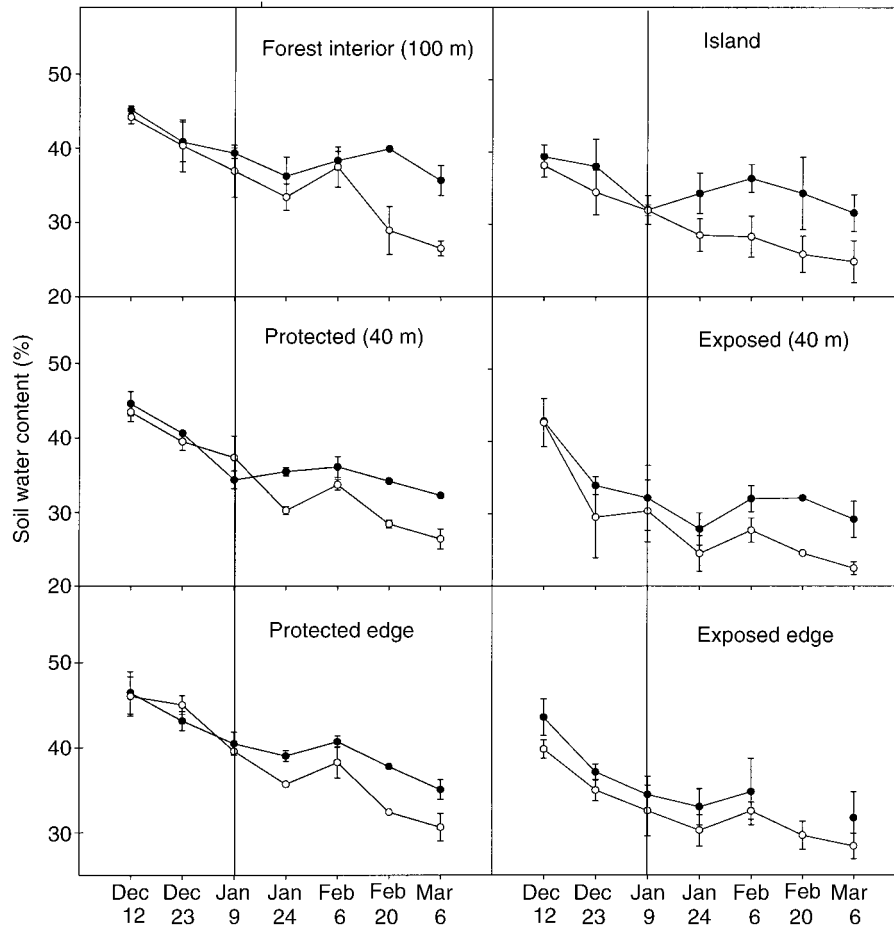 Forest interior (100 m)
Island
50
40
30
20
Protected (40 m)
Exposed (40 m)
50
40
30
20
Protected edge
Exposed edge
50
40
30
Soil water content (%)
Dec Dec Jan Jan Feb Feb Mar
12 23 9 24 6 20 6
Dec Dec Jan Jan Feb Feb Mar
12 23 9 24 6 20 6